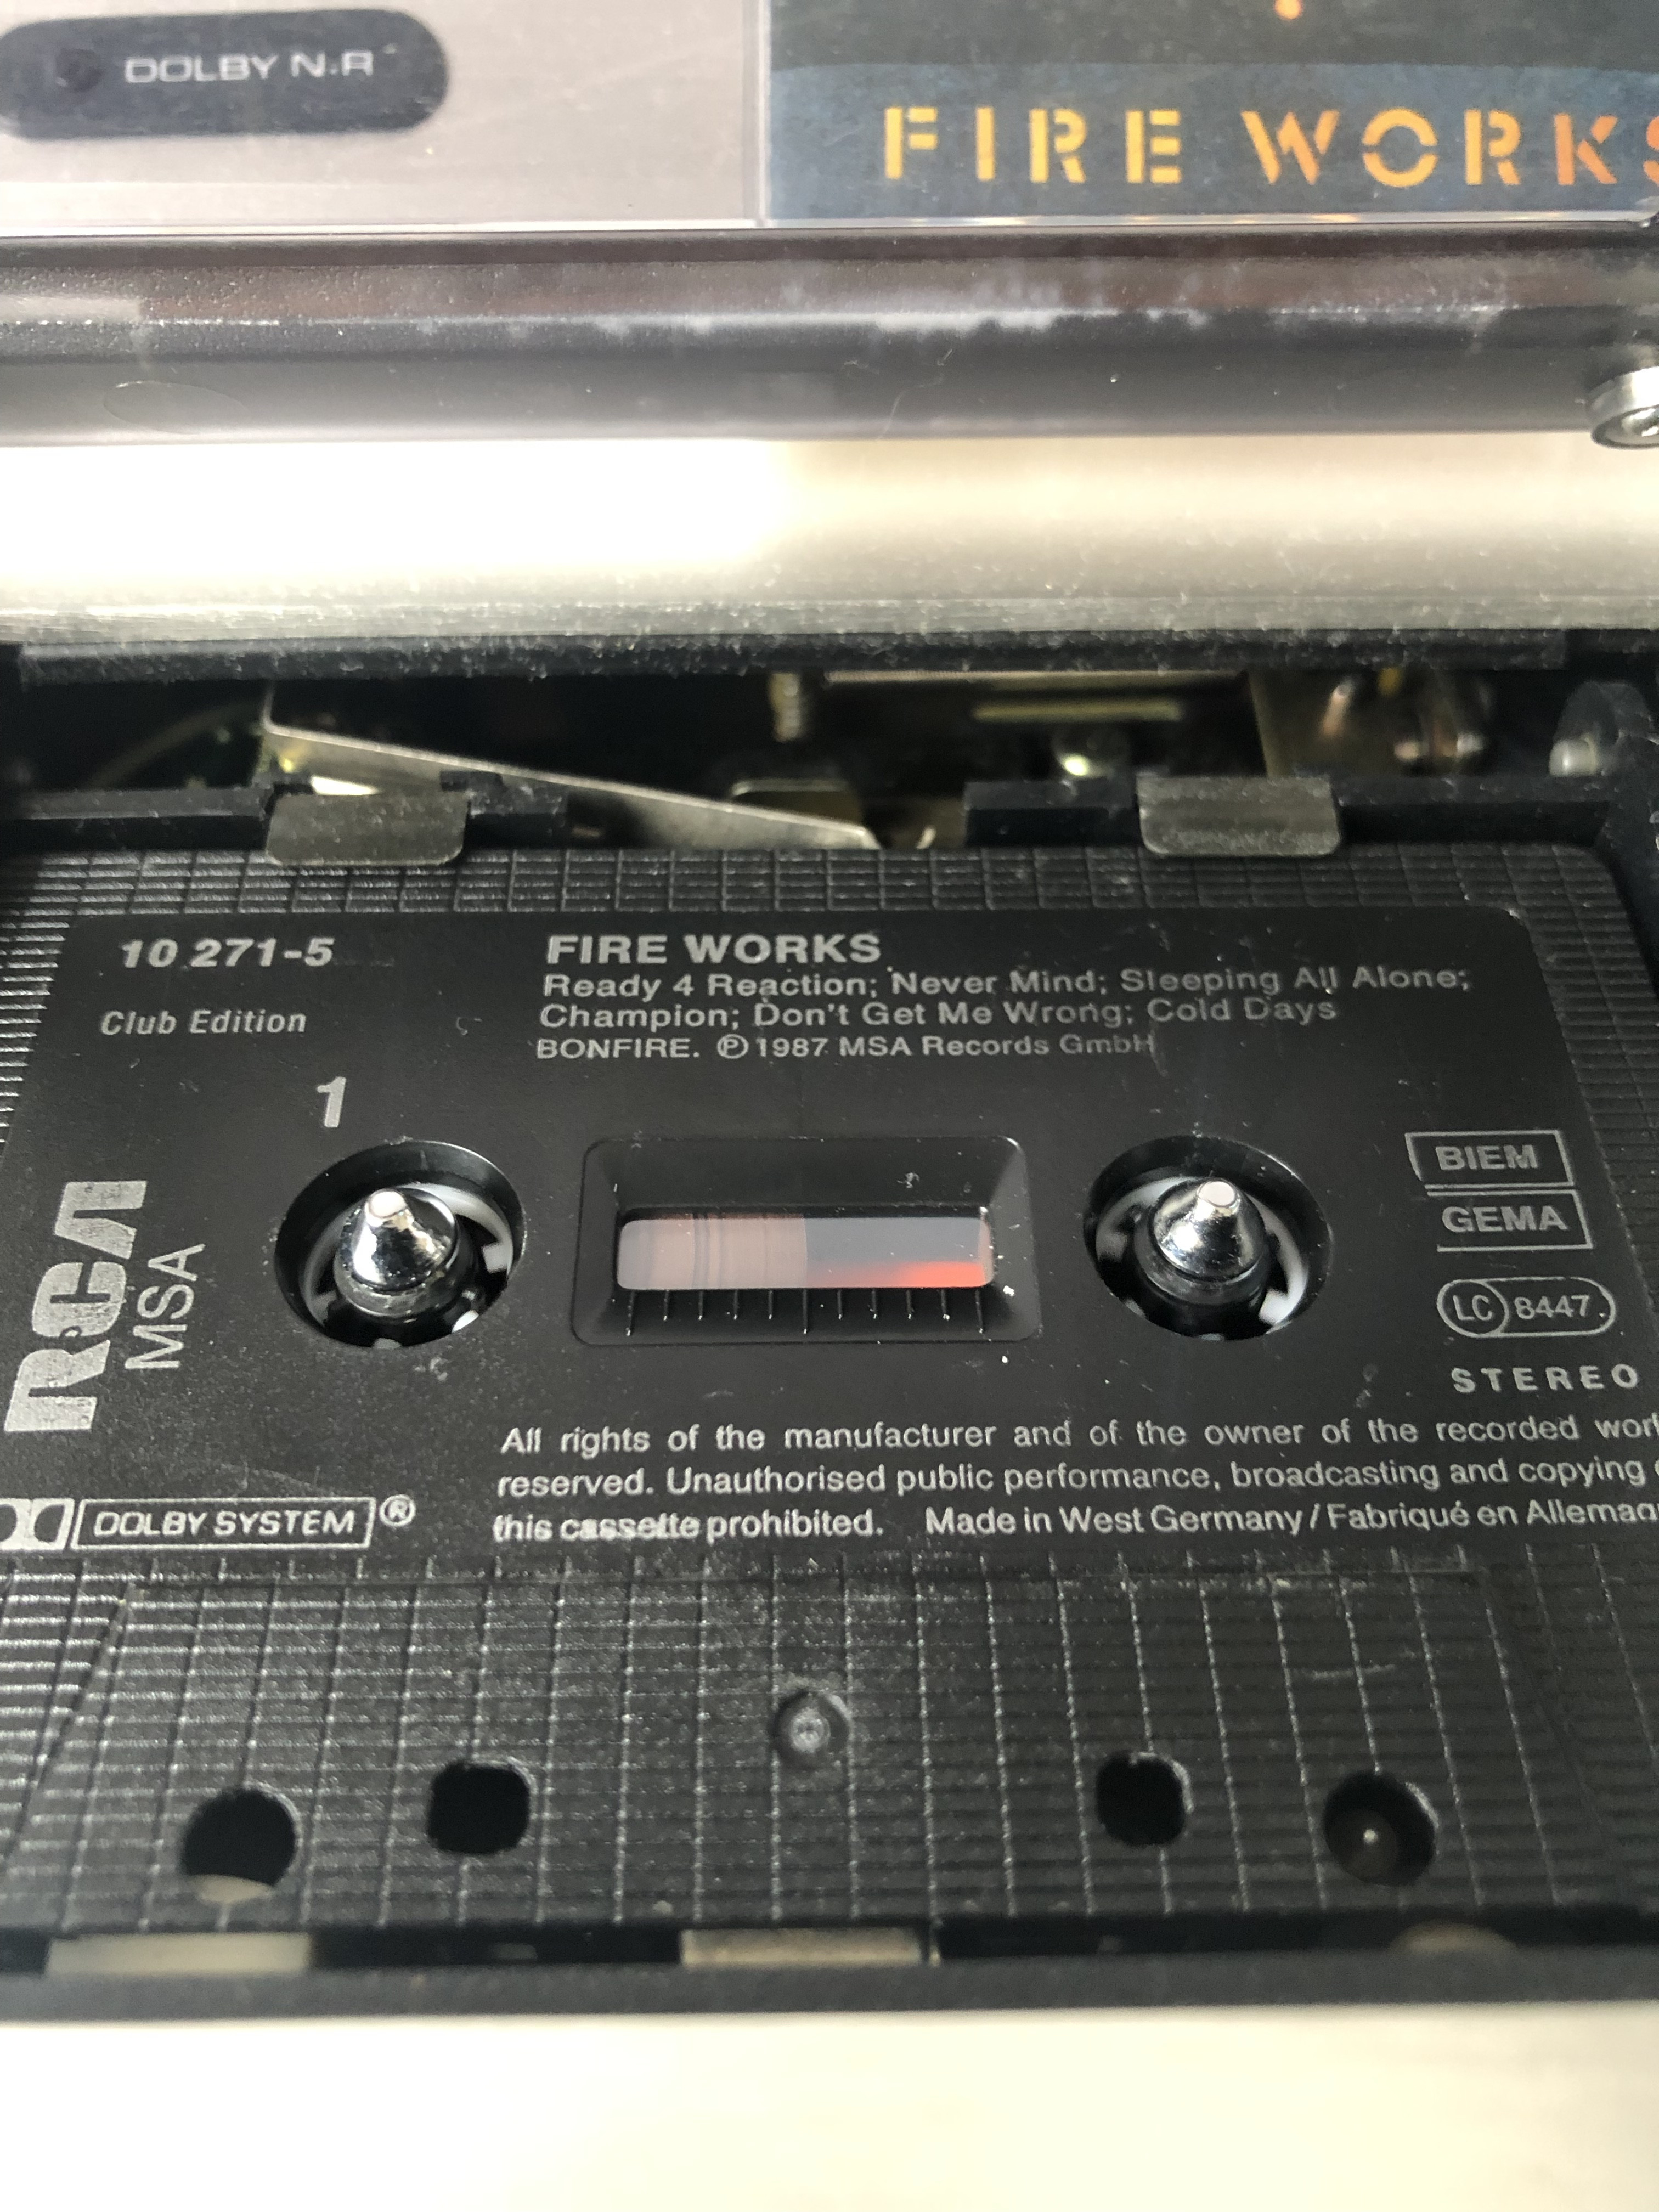 DOLBY N.R
FIRE WORKS
10 271-5
Club Edition
FIRE WORKS
Ready 4 Reaction; Never Mind; Sleeping All Alone;
Champion; Don't Get Me Wrong; Cold Days
BONFIRE. ℗ 1987 MSA Records GmbH
1
RCA
MSA
BIEM
GEMA
LC 8447
STEREO
All rights of the manufacturer and of the owner of the recorded work
reserved. Unauthorised public performance, broadcasting and copying
this cassette prohibited. Made in West Germany / Fabriqué en Allemag
DOLBY SYSTEM ®